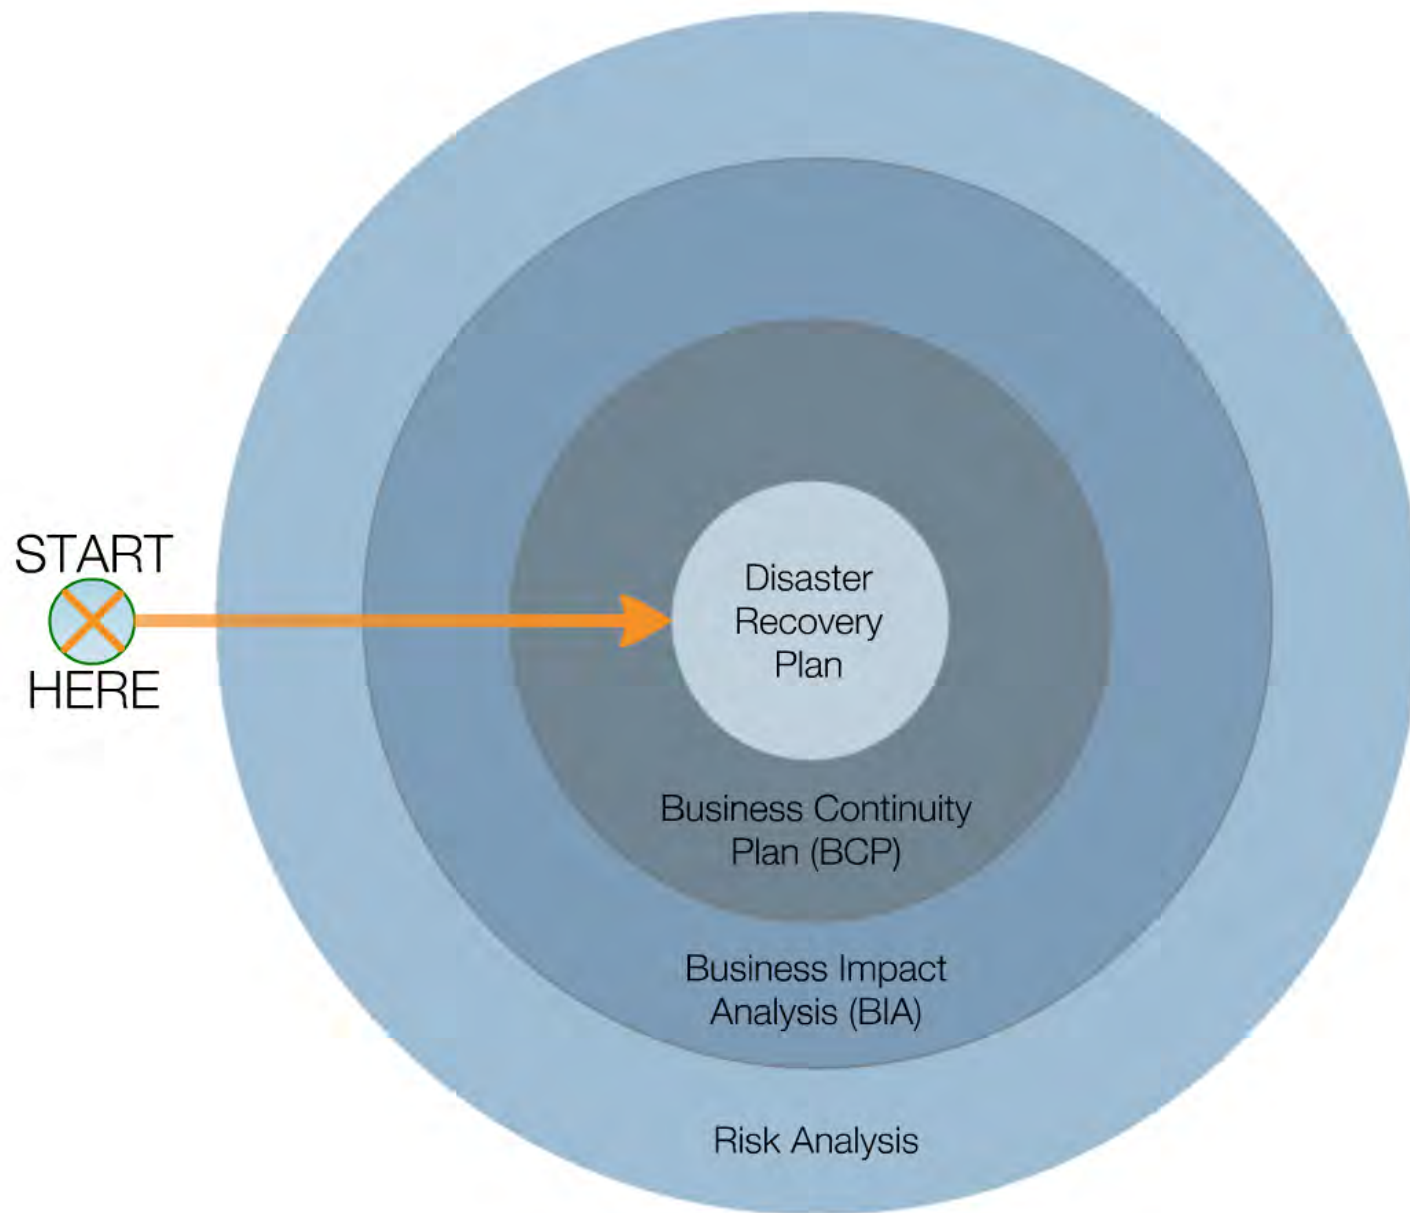 START
HERE
Disaster
Recovery
Plan
Business Continuity
Plan (BCP)
Business Impact
Analysis (BIA)
Risk Analysis